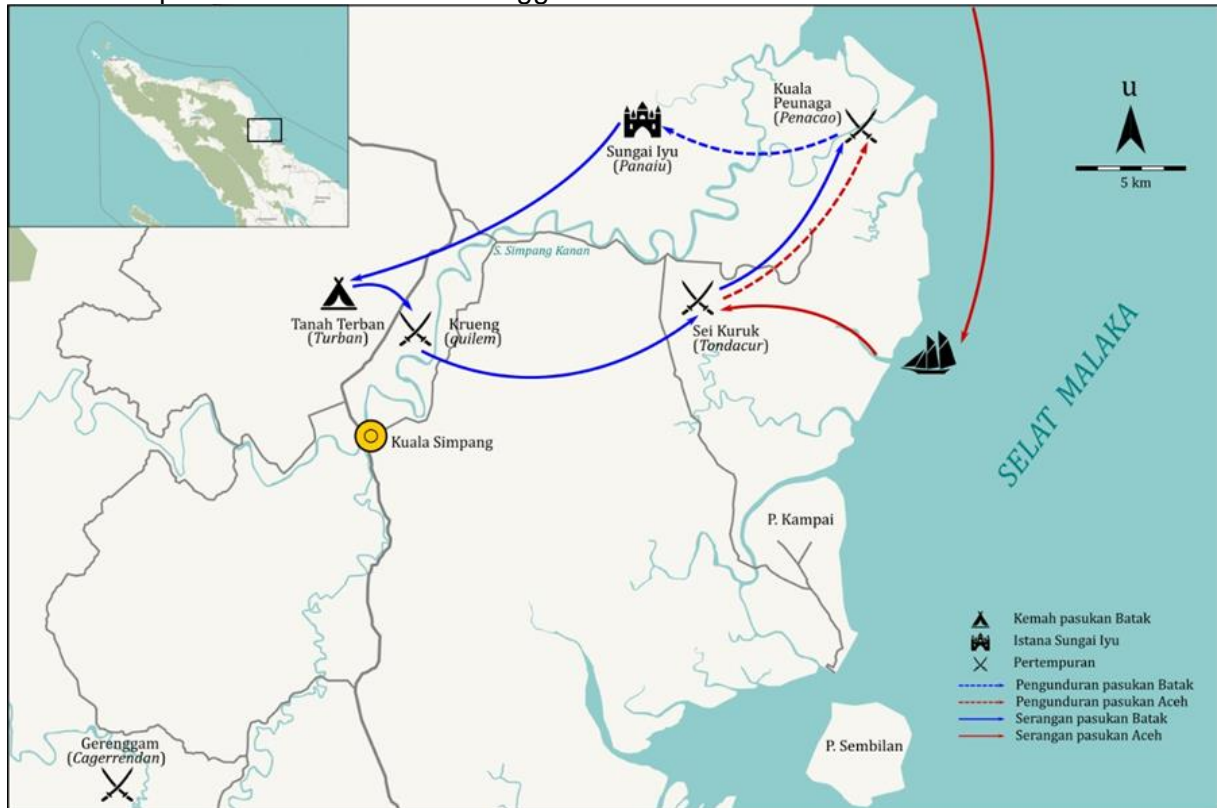 Kuala
Peunaga
(Penacao)
Sungai Iyu
(Panaiu)
u
5 km
S. Simpang Kanan
Tanah Terban
(Turban)
Krueng
(quilem)
Sei Kuruk
(Tondacur)
SELAT MALAKA
Kuala Simpang
P. Kampai
Kemah pasukan Batak
Istana Sungai Iyu
Pertempuran
Pengunduran pasukan Batak
Pengunduran pasukan Aceh
Serangan pasukan Batak
Serangan pasukan Aceh
Gerenggam
(Cagerrendan)
P. Sembilan